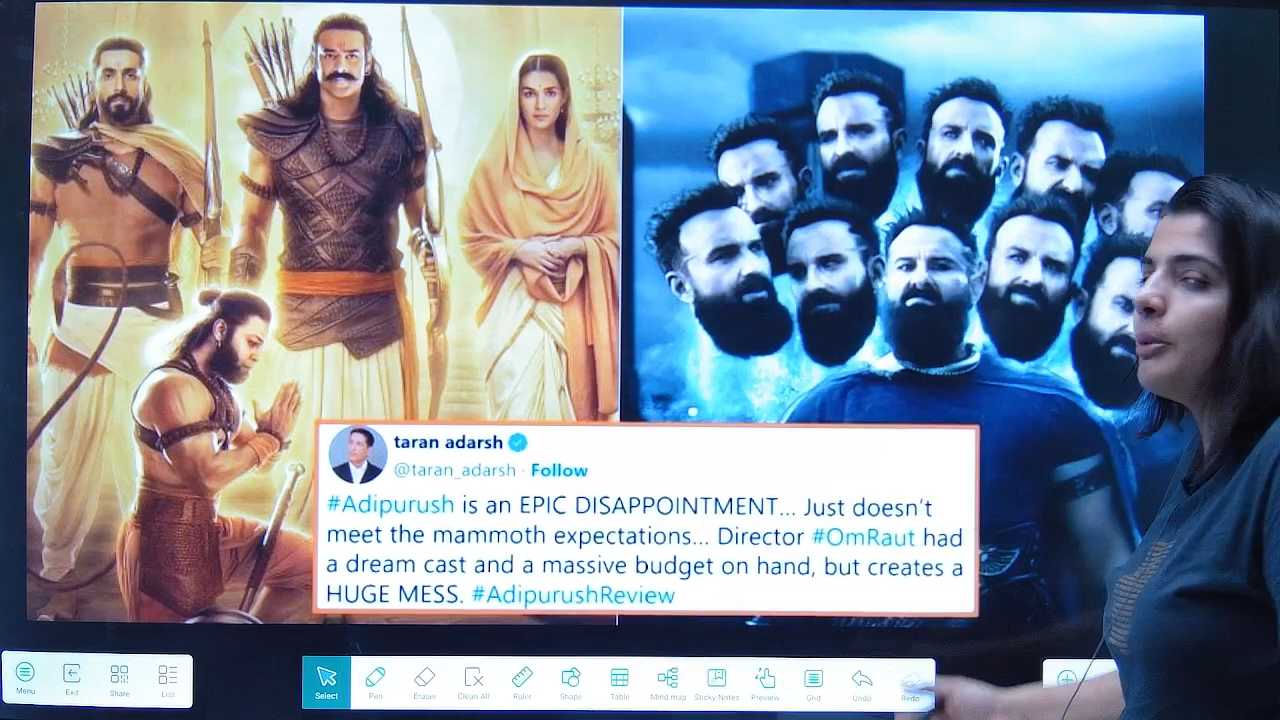 taran adarsh
@taran_adarsh · Follow
#Adipurush is an EPIC DISAPPOINTMENT... Just doesn't
meet the mammoth expectations... Director #OmRaut had
a dream cast and a massive budget on hand, but creates a
HUGE MESS. #AdipurushReview
Menu Exit Share List Select Pen Eraser Clean All Ruler Shape Table Mind map Sticky-Notes Preview Grid Undo Redo